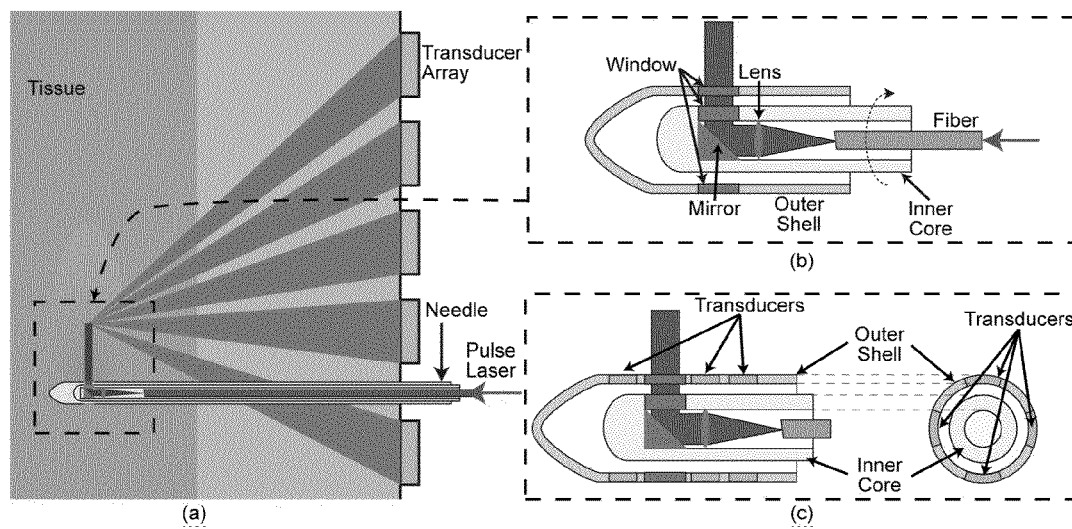 (a)
Tissue
Transducer
Array
Needle
Pulse
Laser
(a)
Window
Lens
Fiber
Mirror
Outer
Shell
Inner
Core
(b)
Transducers
Outer
Shell
Transducers
Inner
Core
(c)